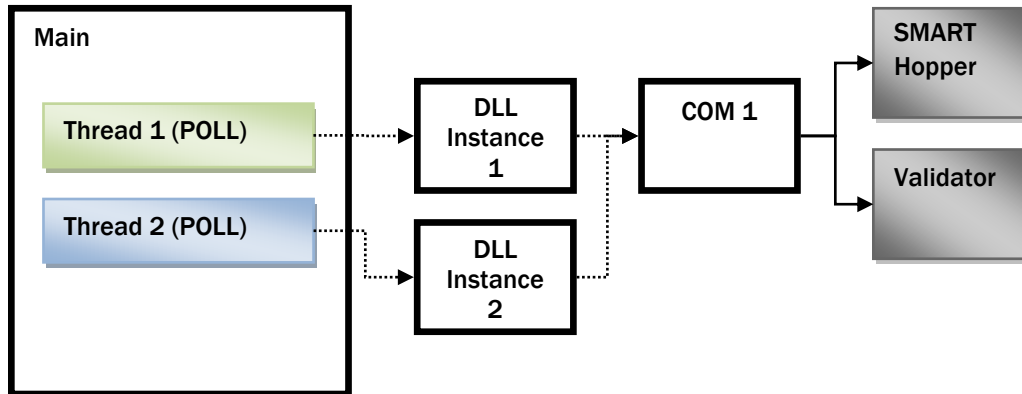 Main
Thread 1 (POLL)
Thread 2 (POLL)
DLL
Instance
1
DLL
Instance
2
COM 1
SMART
Hopper
Validator